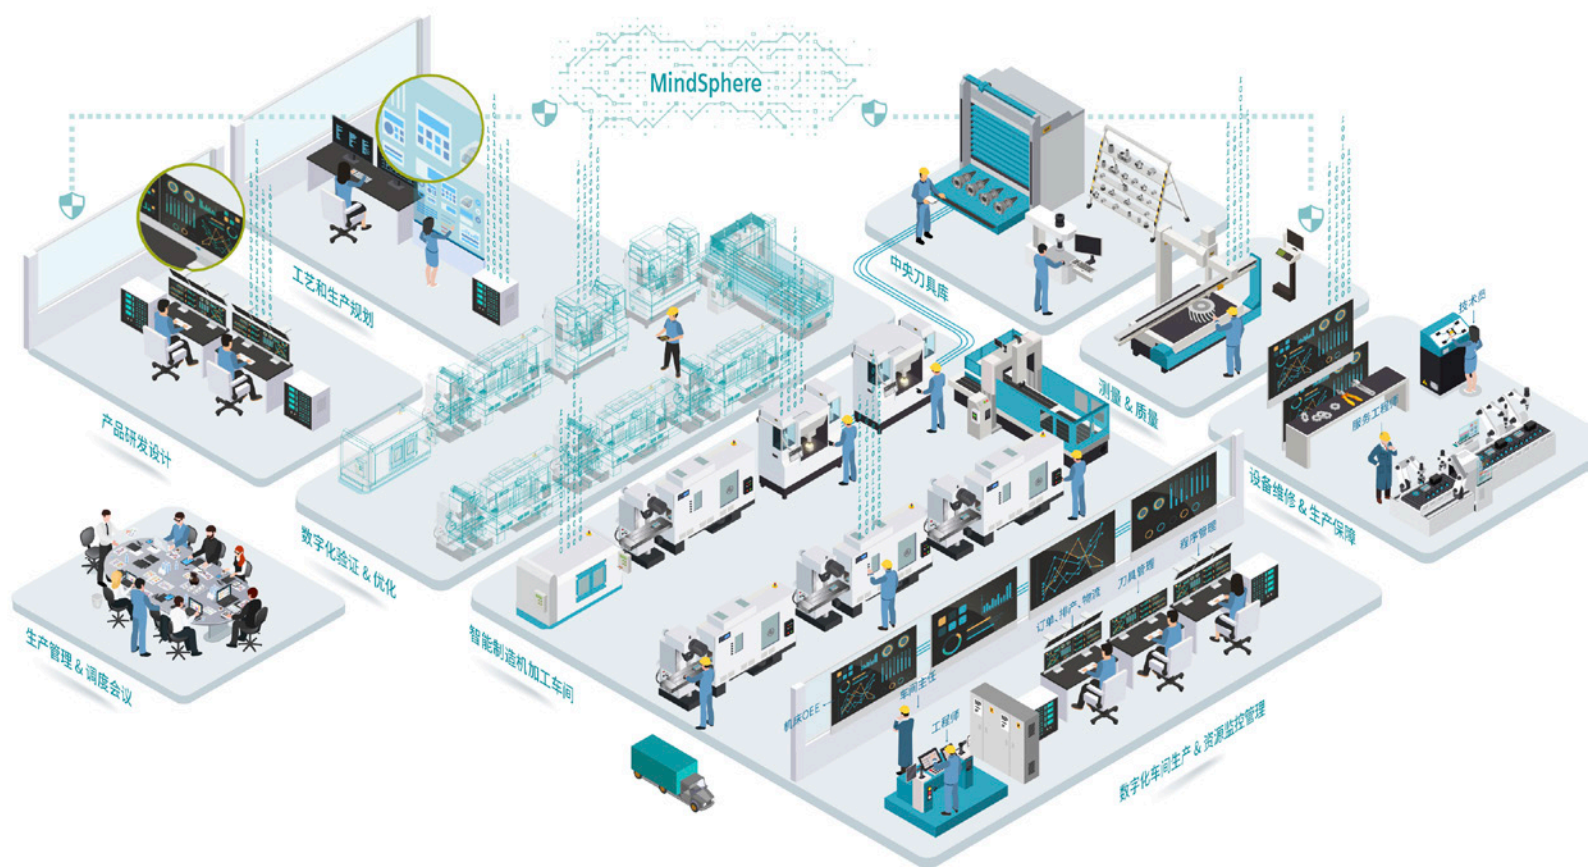 MindSphere
工艺和生产规划
产品研发设计
中央刀具库
技术员
测量 & 质量
服务工程师
设备维修 & 生产保障
数字化验证 & 优化
生产管理 & 调度会议
智能制造机加工车间
程序管理
刀具管理
订单、排产、物流
车间主任
机床OEE
工程师
数字化车间生产 & 资源监控管理